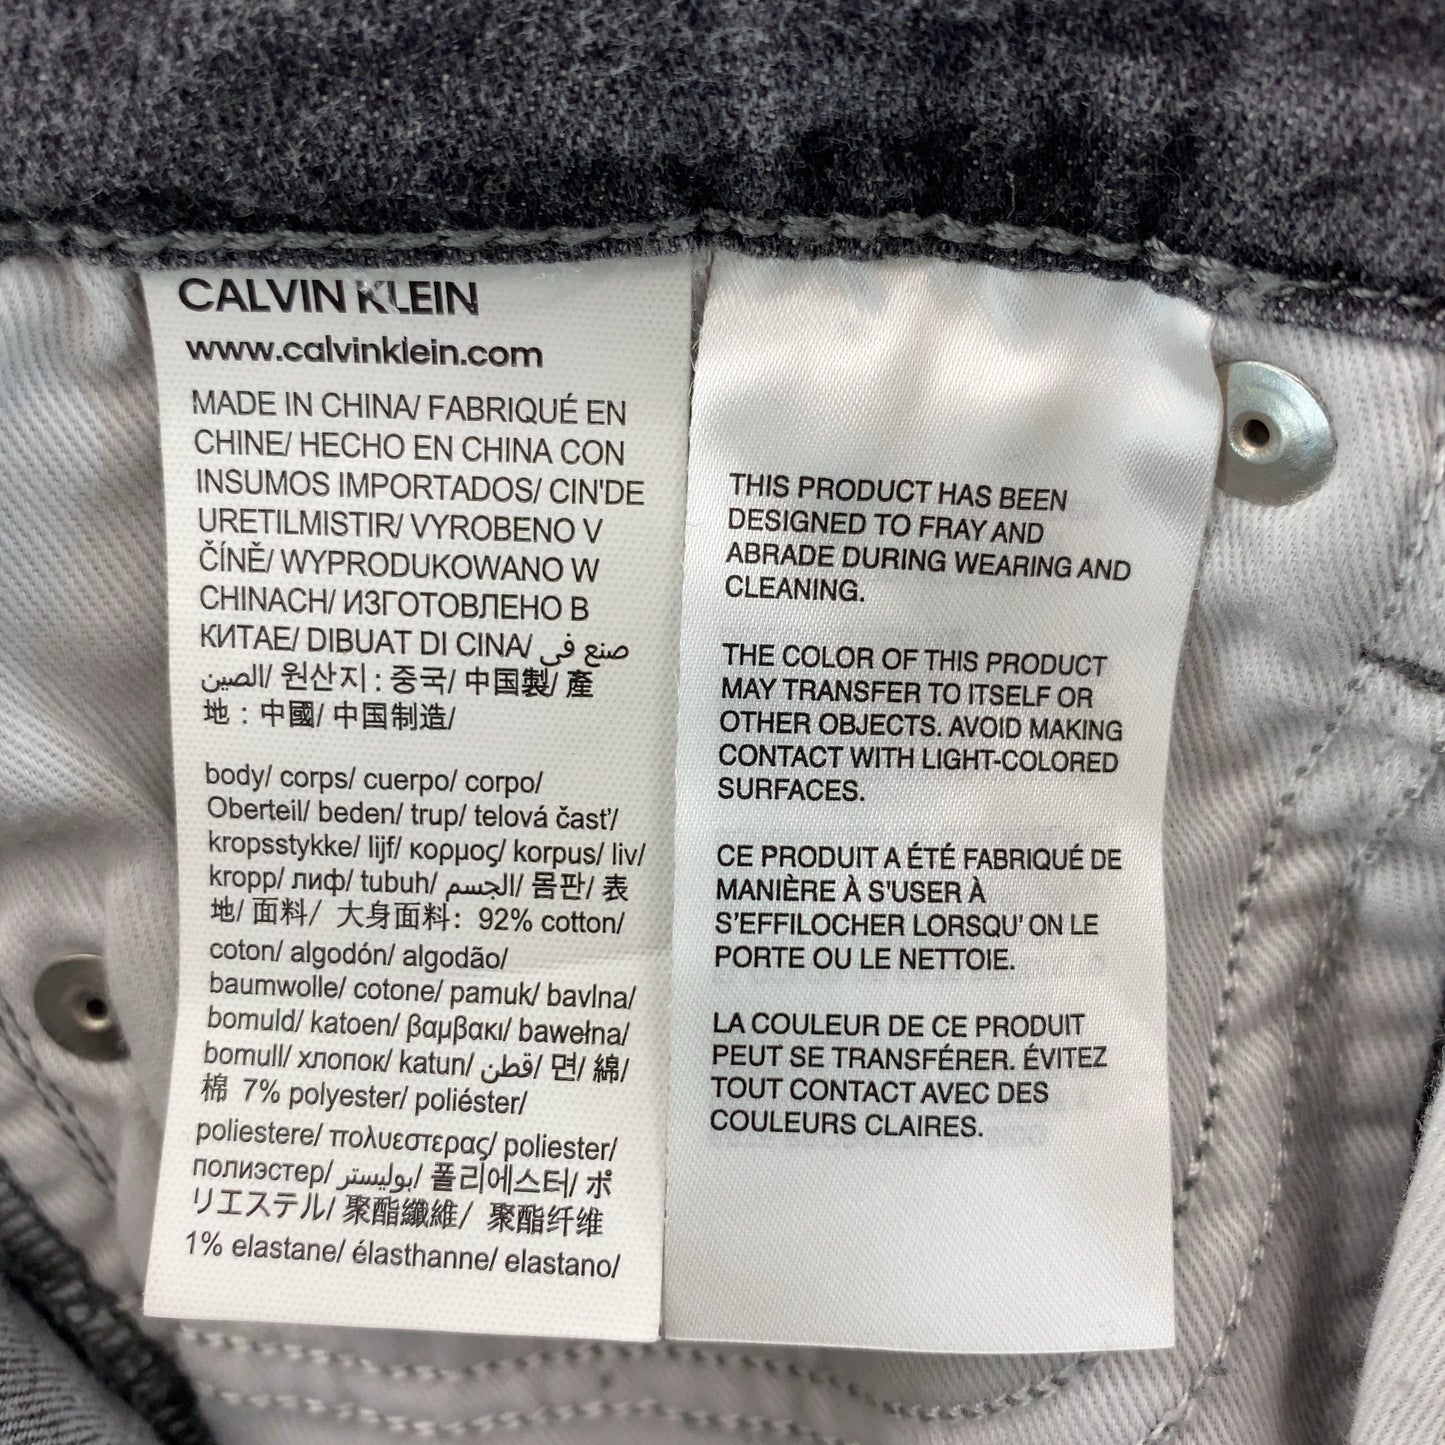 CALVIN KLEIN
www.calvinklein.com
MADE IN CHINA/ FABRIQUÉ EN
CHINE/ HECHO EN CHINA CON
INSUMOS IMPORTADOS/ CIN'DE
URETILMISTIR/ VYROBENO V
ČÍNĚ/ WYPRODUKOWANO W
CHINACH/ ИЗГОТОВЛЕНО В
КИТАЕ/ DIBUAT DI CINA/ صنع في
الصين/ 원산지 : 중국/ 中国製/ 產
地 : 中國/ 中国制造/
body/ corps/ cuerpo/ corpo/
Oberteil/ beden/ trup/ telová časť/
kropsstykke/ lijf/ κορμος/ korpus/ liv/
kropp/ лиф/ tubuh/ الجسم/ 몸판/ 表
地/ 面料/ 大身面料: 92% cotton/
coton/ algodón/ algodão/
baumwolle/ cotone/ pamuk/ bavlna/
bomuld/ katoen/ βαμβακι/ bawełna/
bomull/ хлопок/ katun/ قطن/ 면/ 綿/
棉 7% polyester/ poliéster/
poliestere/ πολυεστερας/ poliester/
полиэстер/ بوليستر/ 폴리에스터/ ポ
リエステル/ 聚酯纖維/ 聚酯纤维
1% elastane/ élasthanne/ elastano/
THIS PRODUCT HAS BEEN
DESIGNED TO FRAY AND
ABRADE DURING WEARING AND
CLEANING.
THE COLOR OF THIS PRODUCT
MAY TRANSFER TO ITSELF OR
OTHER OBJECTS. AVOID MAKING
CONTACT WITH LIGHT-COLORED
SURFACES.
CE PRODUIT A ÉTÉ FABRIQUÉ DE
MANIÈRE À S'USER À
S'EFFILOCHER LORSQU' ON LE
PORTE OU LE NETTOIE.
LA COULEUR DE CE PRODUIT
PEUT SE TRANSFÉRER. ÉVITEZ
TOUT CONTACT AVEC DES
COULEURS CLAIRES.